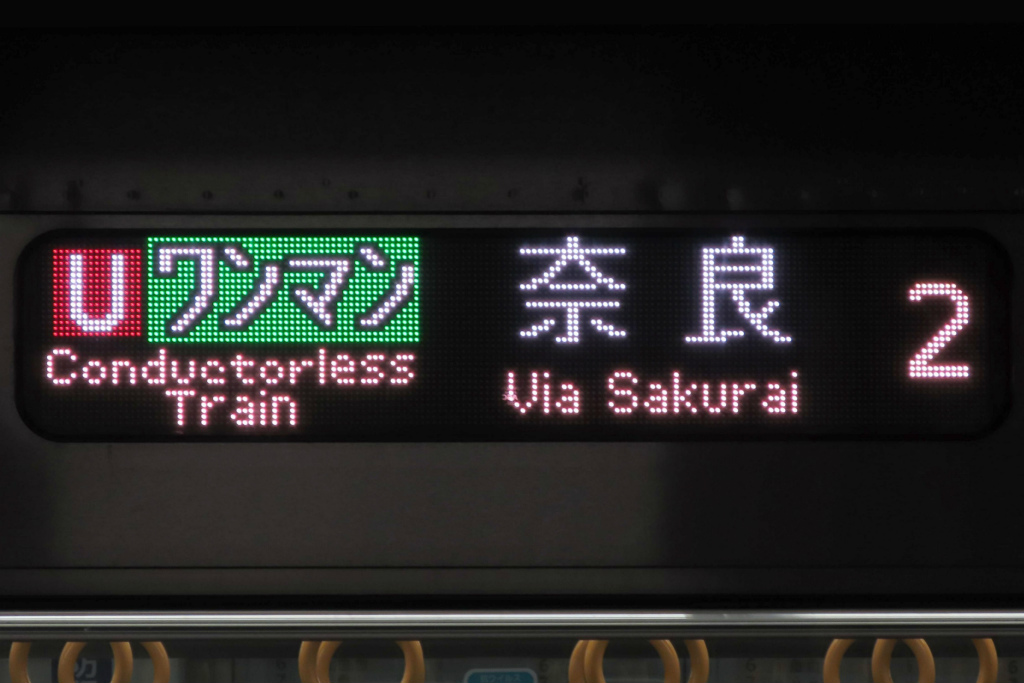 U ワンマン 奈良 2
Conductorless
Train
Via Sakurai